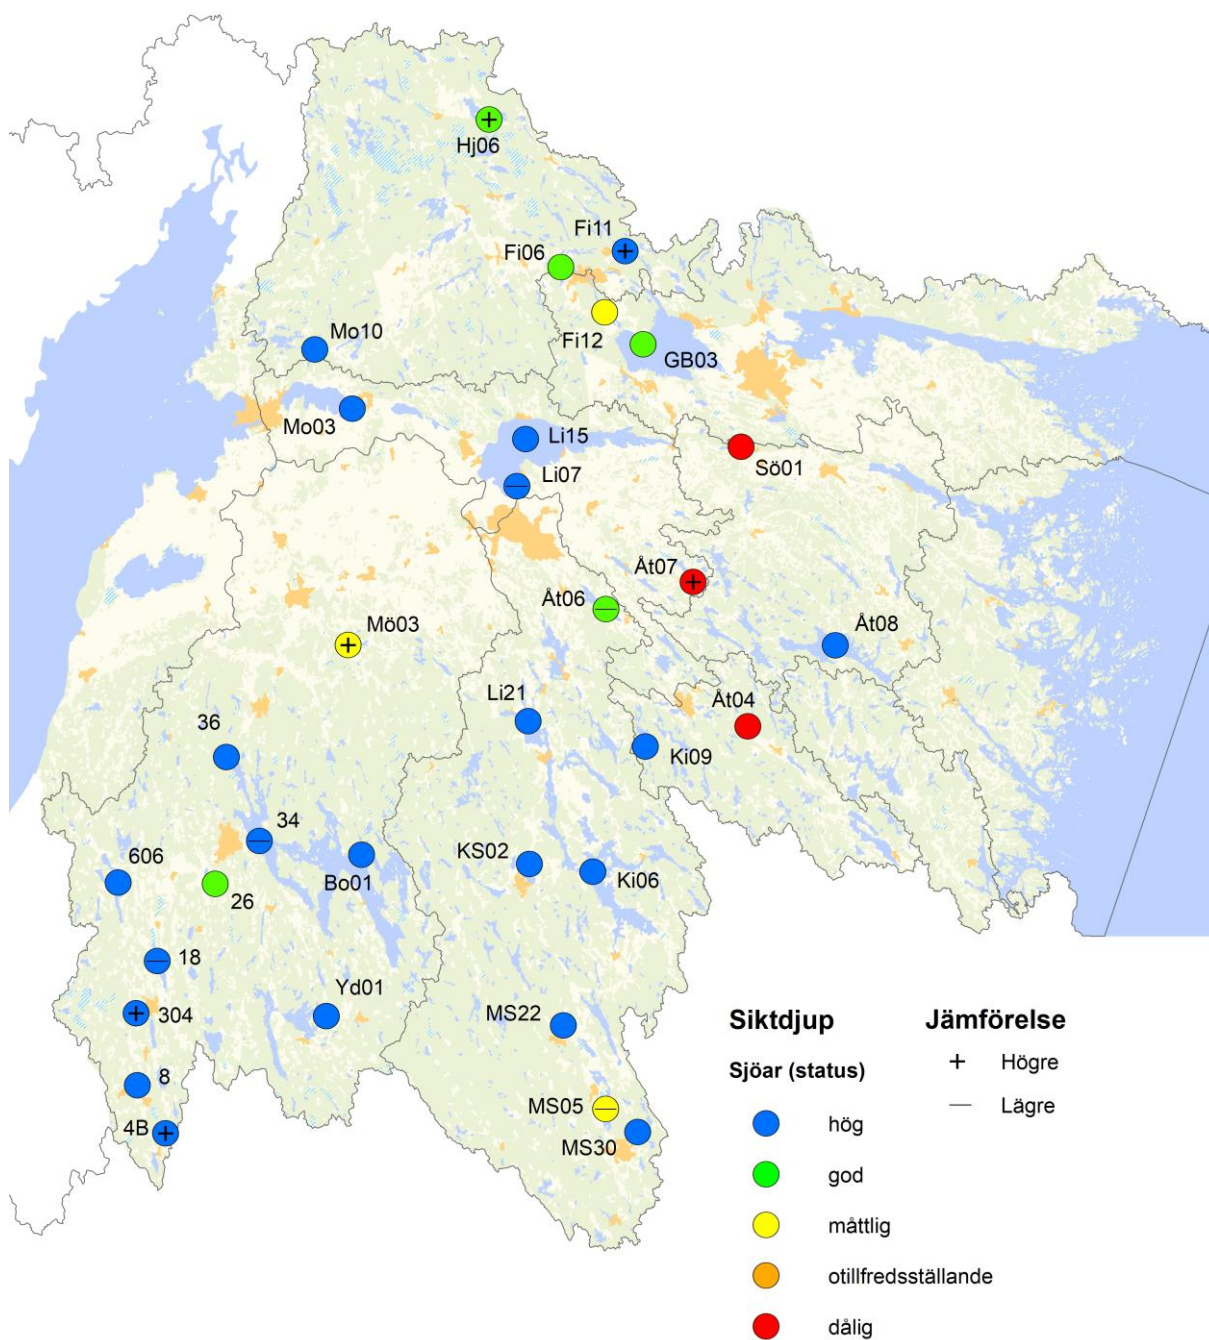 Hj06
Fi11
Fi06
Mo10
Fi12
GB03
Mo03
Li15
Sö01
Li07
Åt07
Åt06
Mö03
Åt08
Li21
Åt04
36
Ki09
34
606
KS02
Bo01
Ki06
26
18
Yd01
304
MS22
8
MS05
4B
MS30
Siktdjup
Jämförelse
Sjöar (status)
+ Högre
— Lägre
hög
god
måttlig
otillfredsställande
dålig